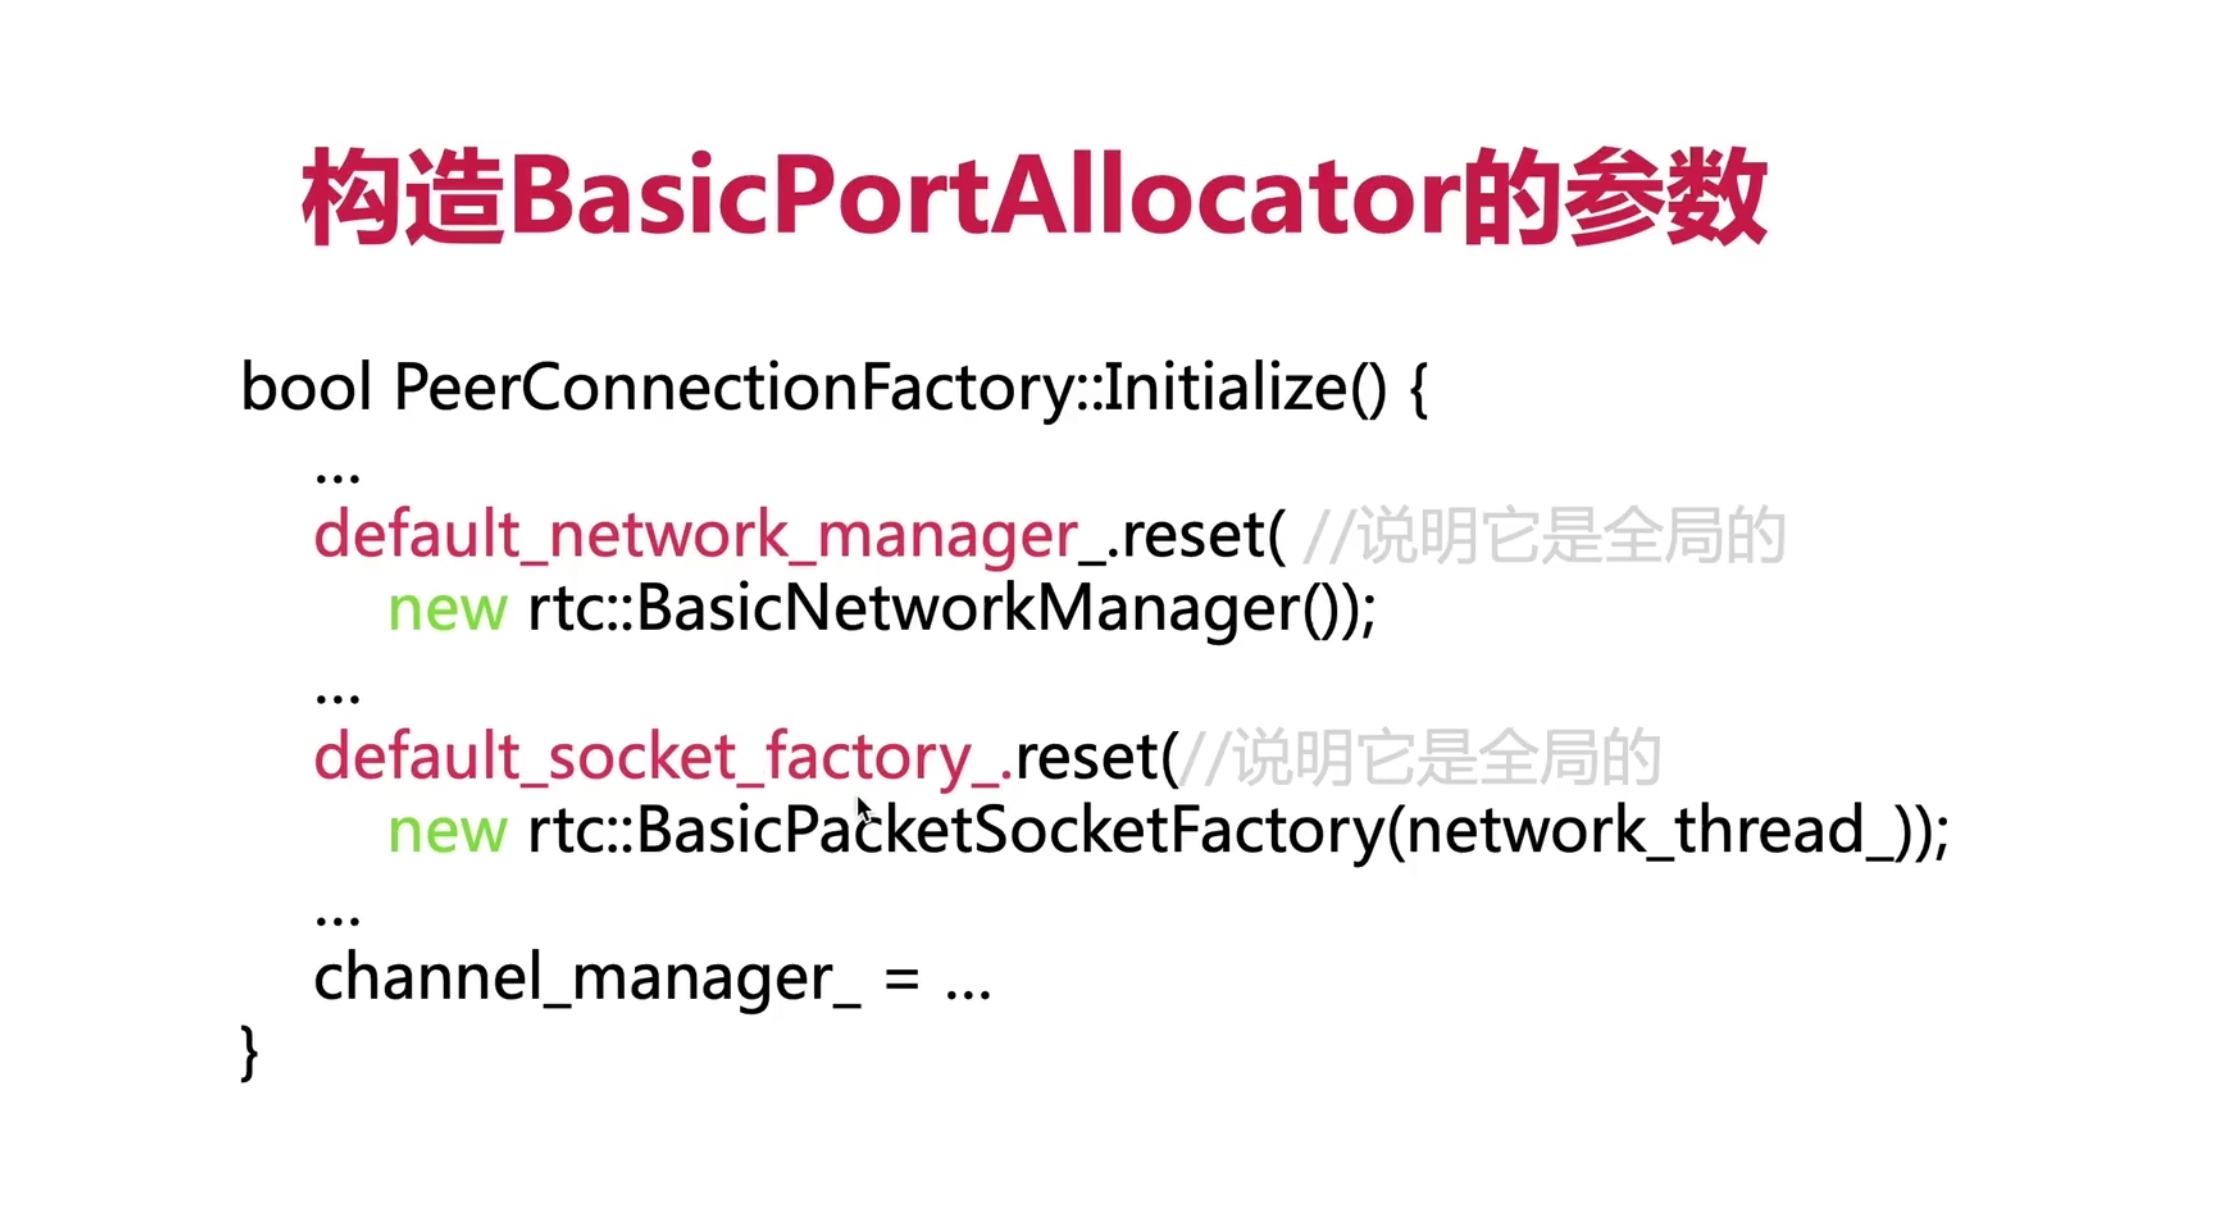 构造BasicPortAllocator的参数
bool PeerConnectionFactory::Initialize() {
...
default_network_manager_.reset( //说明它是全局的
new rtc::BasicNetworkManager());
...
default_socket_factory_.reset(//说明它是全局的
new rtc::BasicPacketSocketFactory(network_thread_));
...
channel_manager_ = ...
}